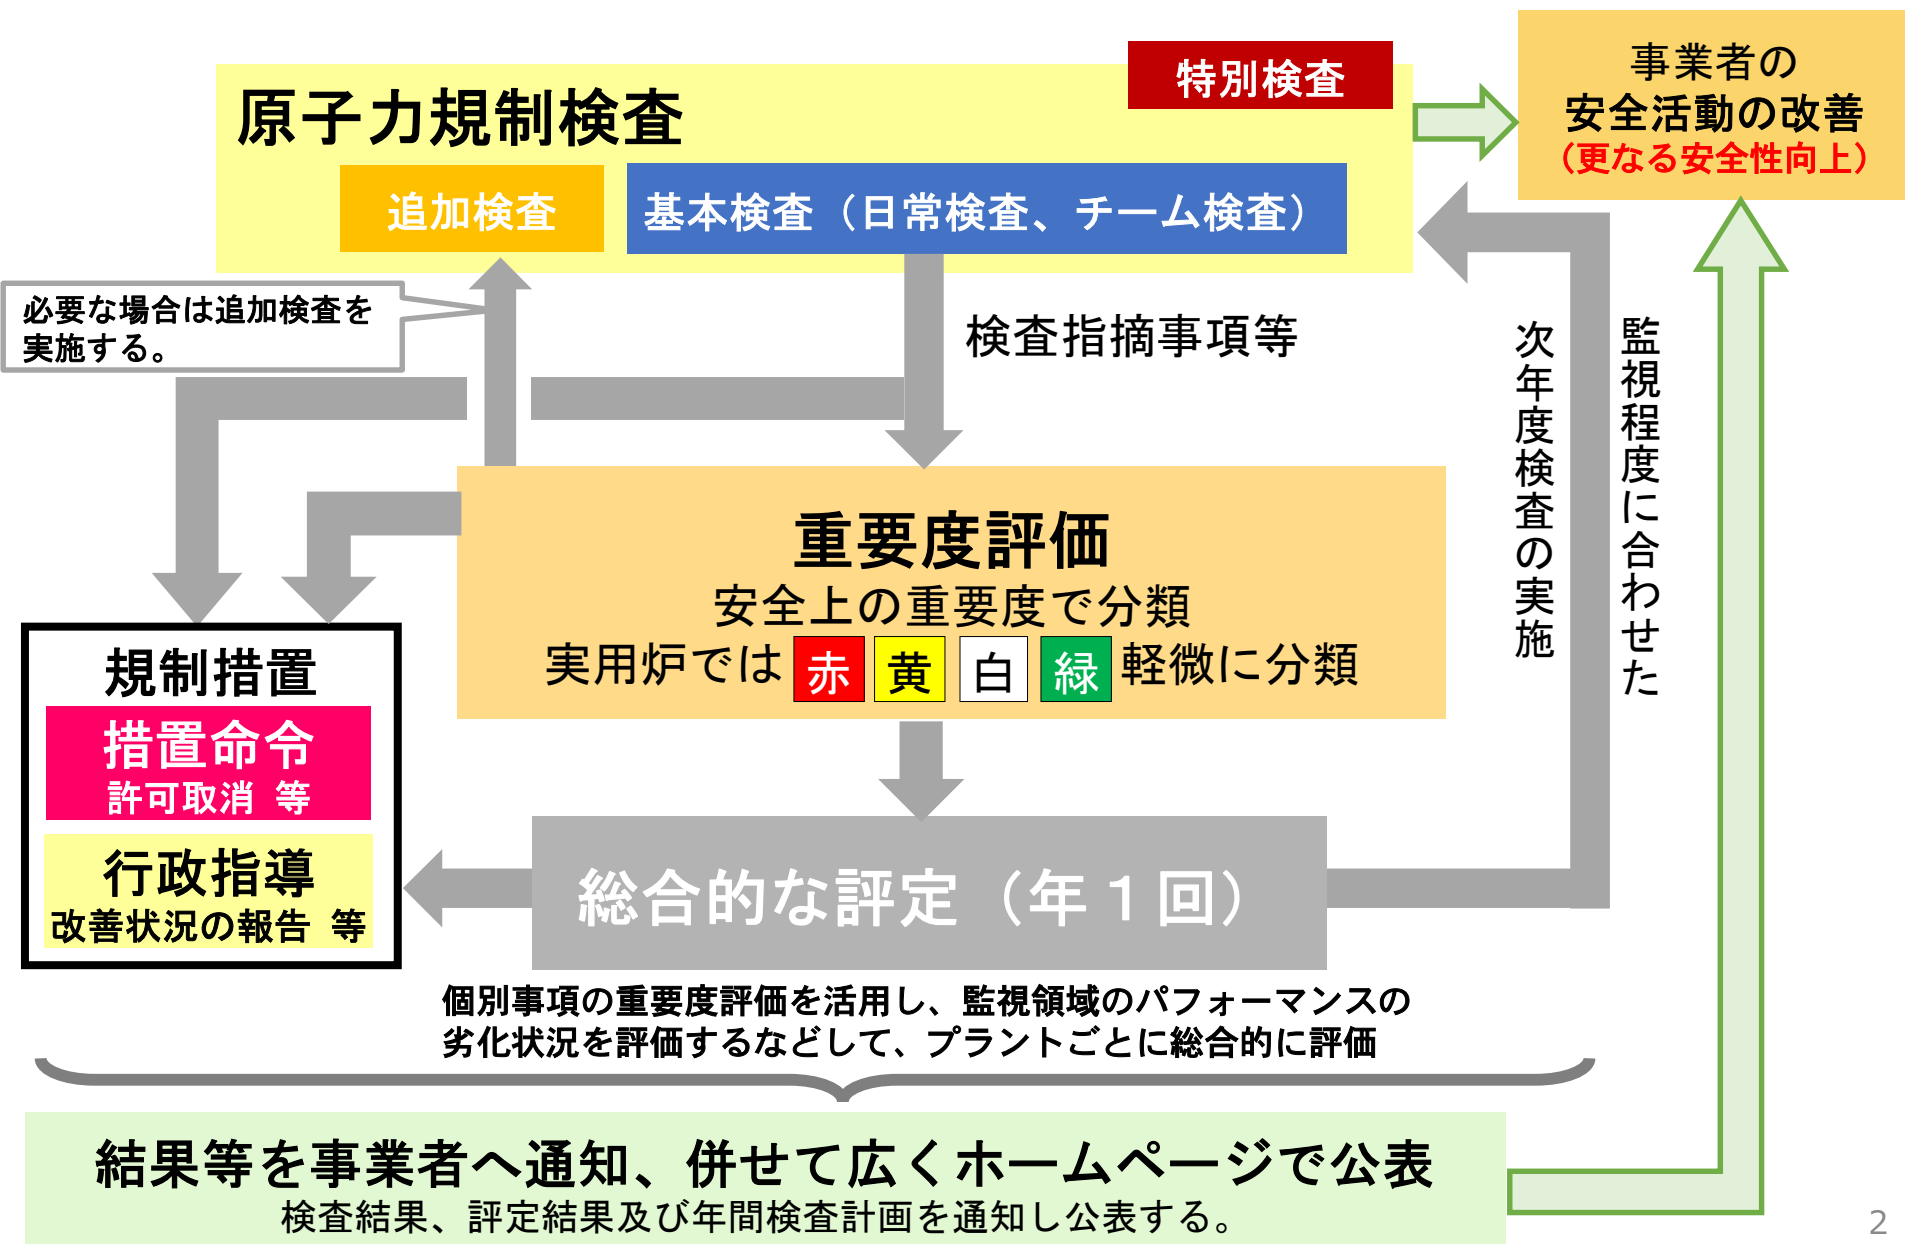 特別検査
原子力規制検査
追加検査
基本検査（日常検査、チーム検査）
事業者の
安全活動の改善
（更なる安全性向上）
必要な場合は追加検査を
実施する。
検査指摘事項等
監視程度に合わせた
次年度検査の実施
重要度評価
安全上の重要度で分類
実用炉では 赤 黄 白 緑 軽微に分類
規制措置
措置命令
許可取消 等
行政指導
改善状況の報告 等
総合的な評定（年１回）
個別事項の重要度評価を活用し、監視領域のパフォーマンスの
劣化状況を評価するなどして、プラントごとに総合的に評価
結果等を事業者へ通知、併せて広くホームページで公表
検査結果、評定結果及び年間検査計画を通知し公表する。
2